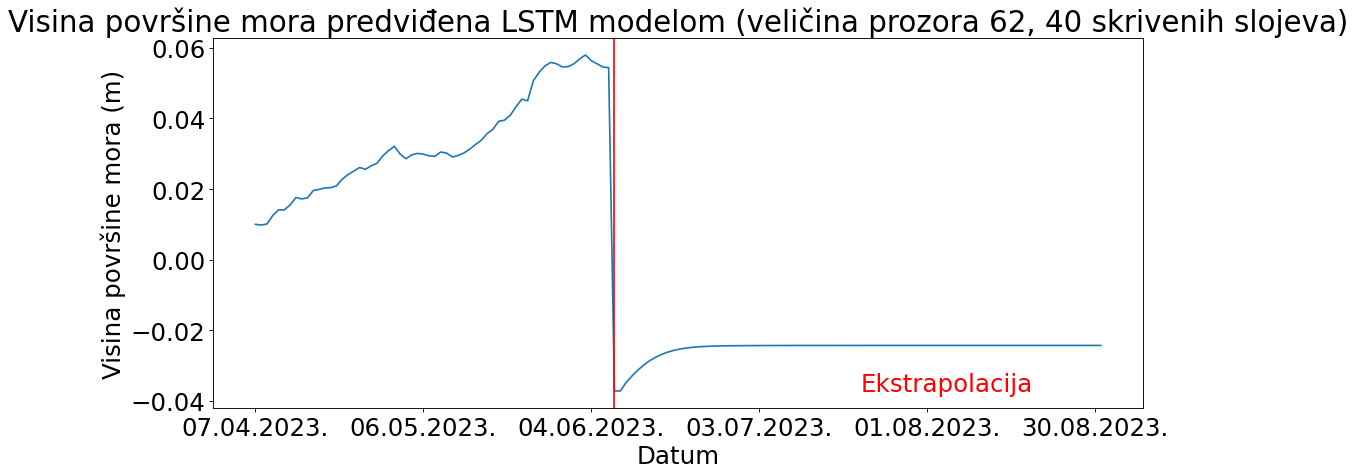 Visina površine mora predviđena LSTM modelom (veličina prozora 62, 40 skrivenih slojeva)
Visina površine mora (m)
0.06
0.04
0.02
0.00
−0.02
−0.04
Ekstrapolacija
07.04.2023. 06.05.2023. 04.06.2023. 03.07.2023. 01.08.2023. 30.08.2023.
Datum